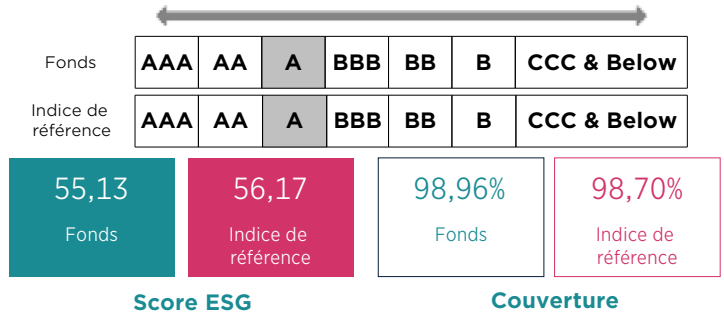 Fonds AAA AA A BBB BB B CCC & Below
Indice de
référence AAA AA A BBB BB B CCC & Below
55,13 56,17 98,96% 98,70%
Fonds Indice de Fonds Indice de
référence référence
Score ESG Couverture